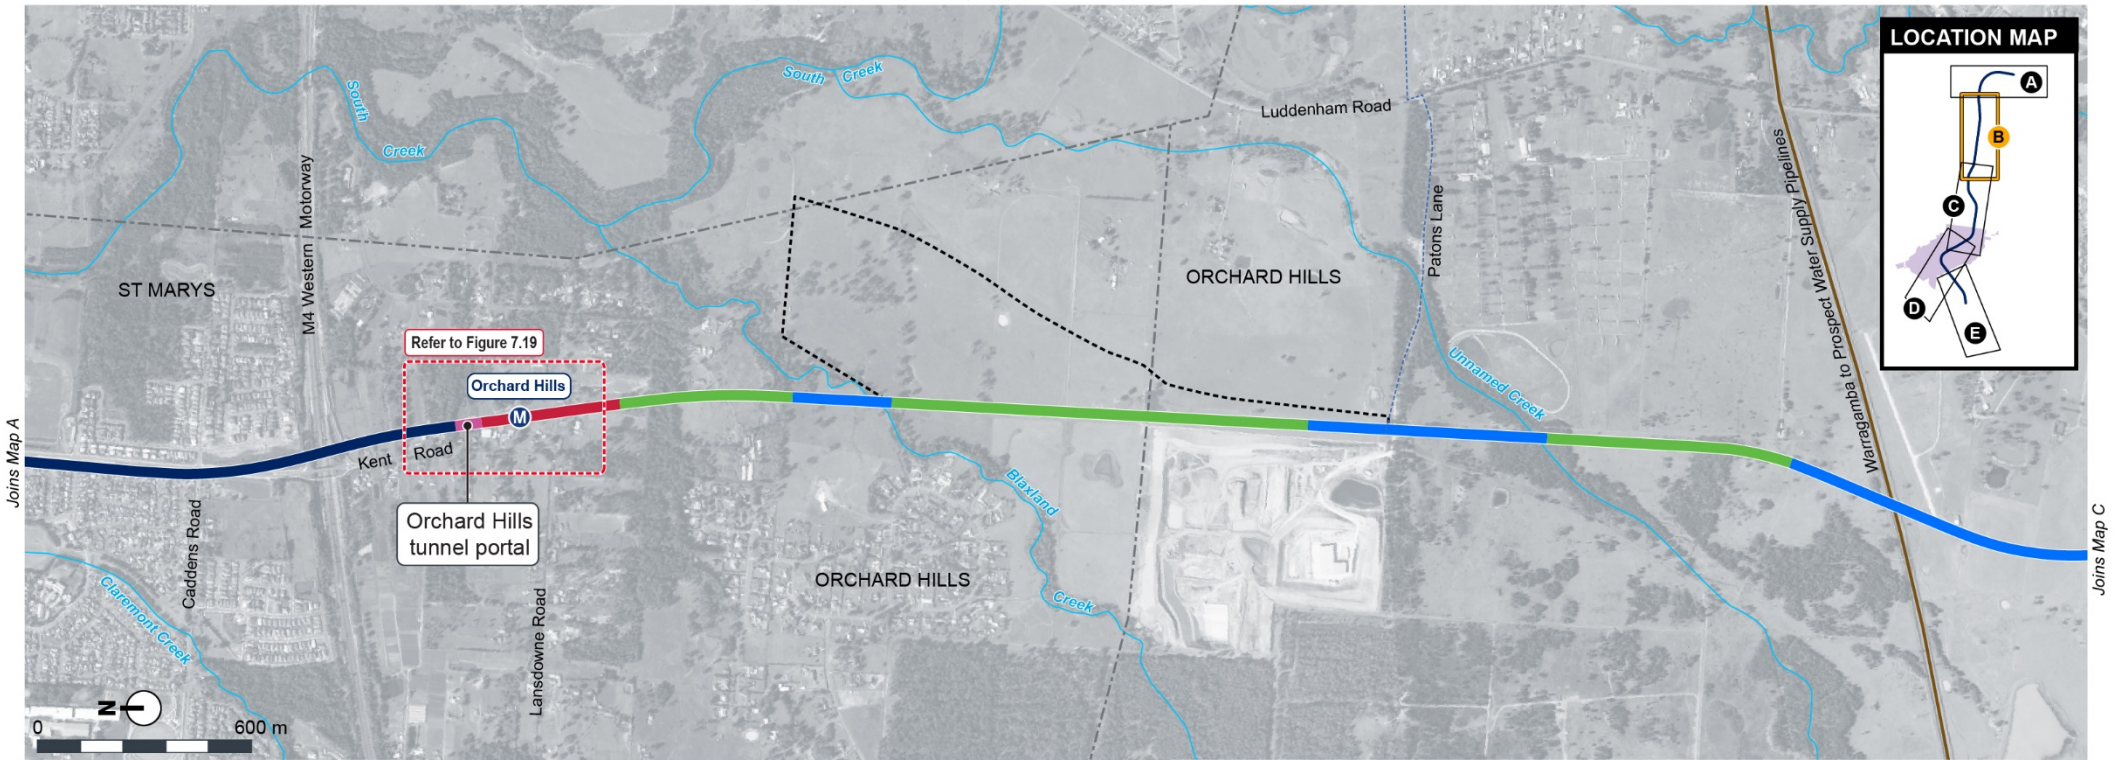 LOCATION MAP
A
B
C
D
E
South
Creek
South
Creek
Luddenham Road
M4 Western Motorway
Patons Lane
Warragamba to Prospect Water Supply Pipelines
ST MARYS
ORCHARD HILLS
Refer to Figure 7.19
Orchard Hills
M
Unnamed Creek
Joins Map A
Kent Road
Orchard Hills
tunnel portal
Blaxland
Creek
Caddens Road
Claremont Creek
Lansdowne Road
ORCHARD HILLS
Joins Map C
N
0
600 m